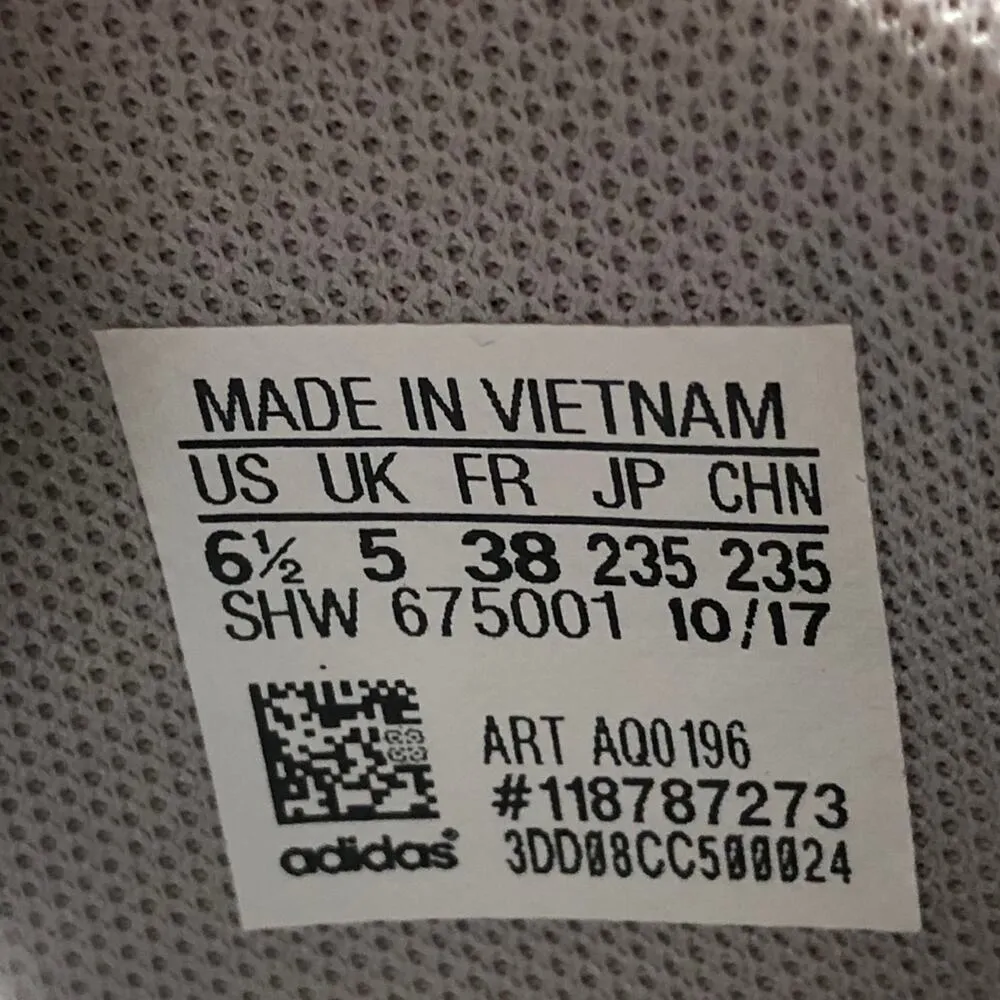 MADE IN VIETNAM
US UK FR JP CHN
6½ 5 38 235 235
SHW 675001 10/17
ART AQ0196
#118787273
adidas®
3DD08CC500024